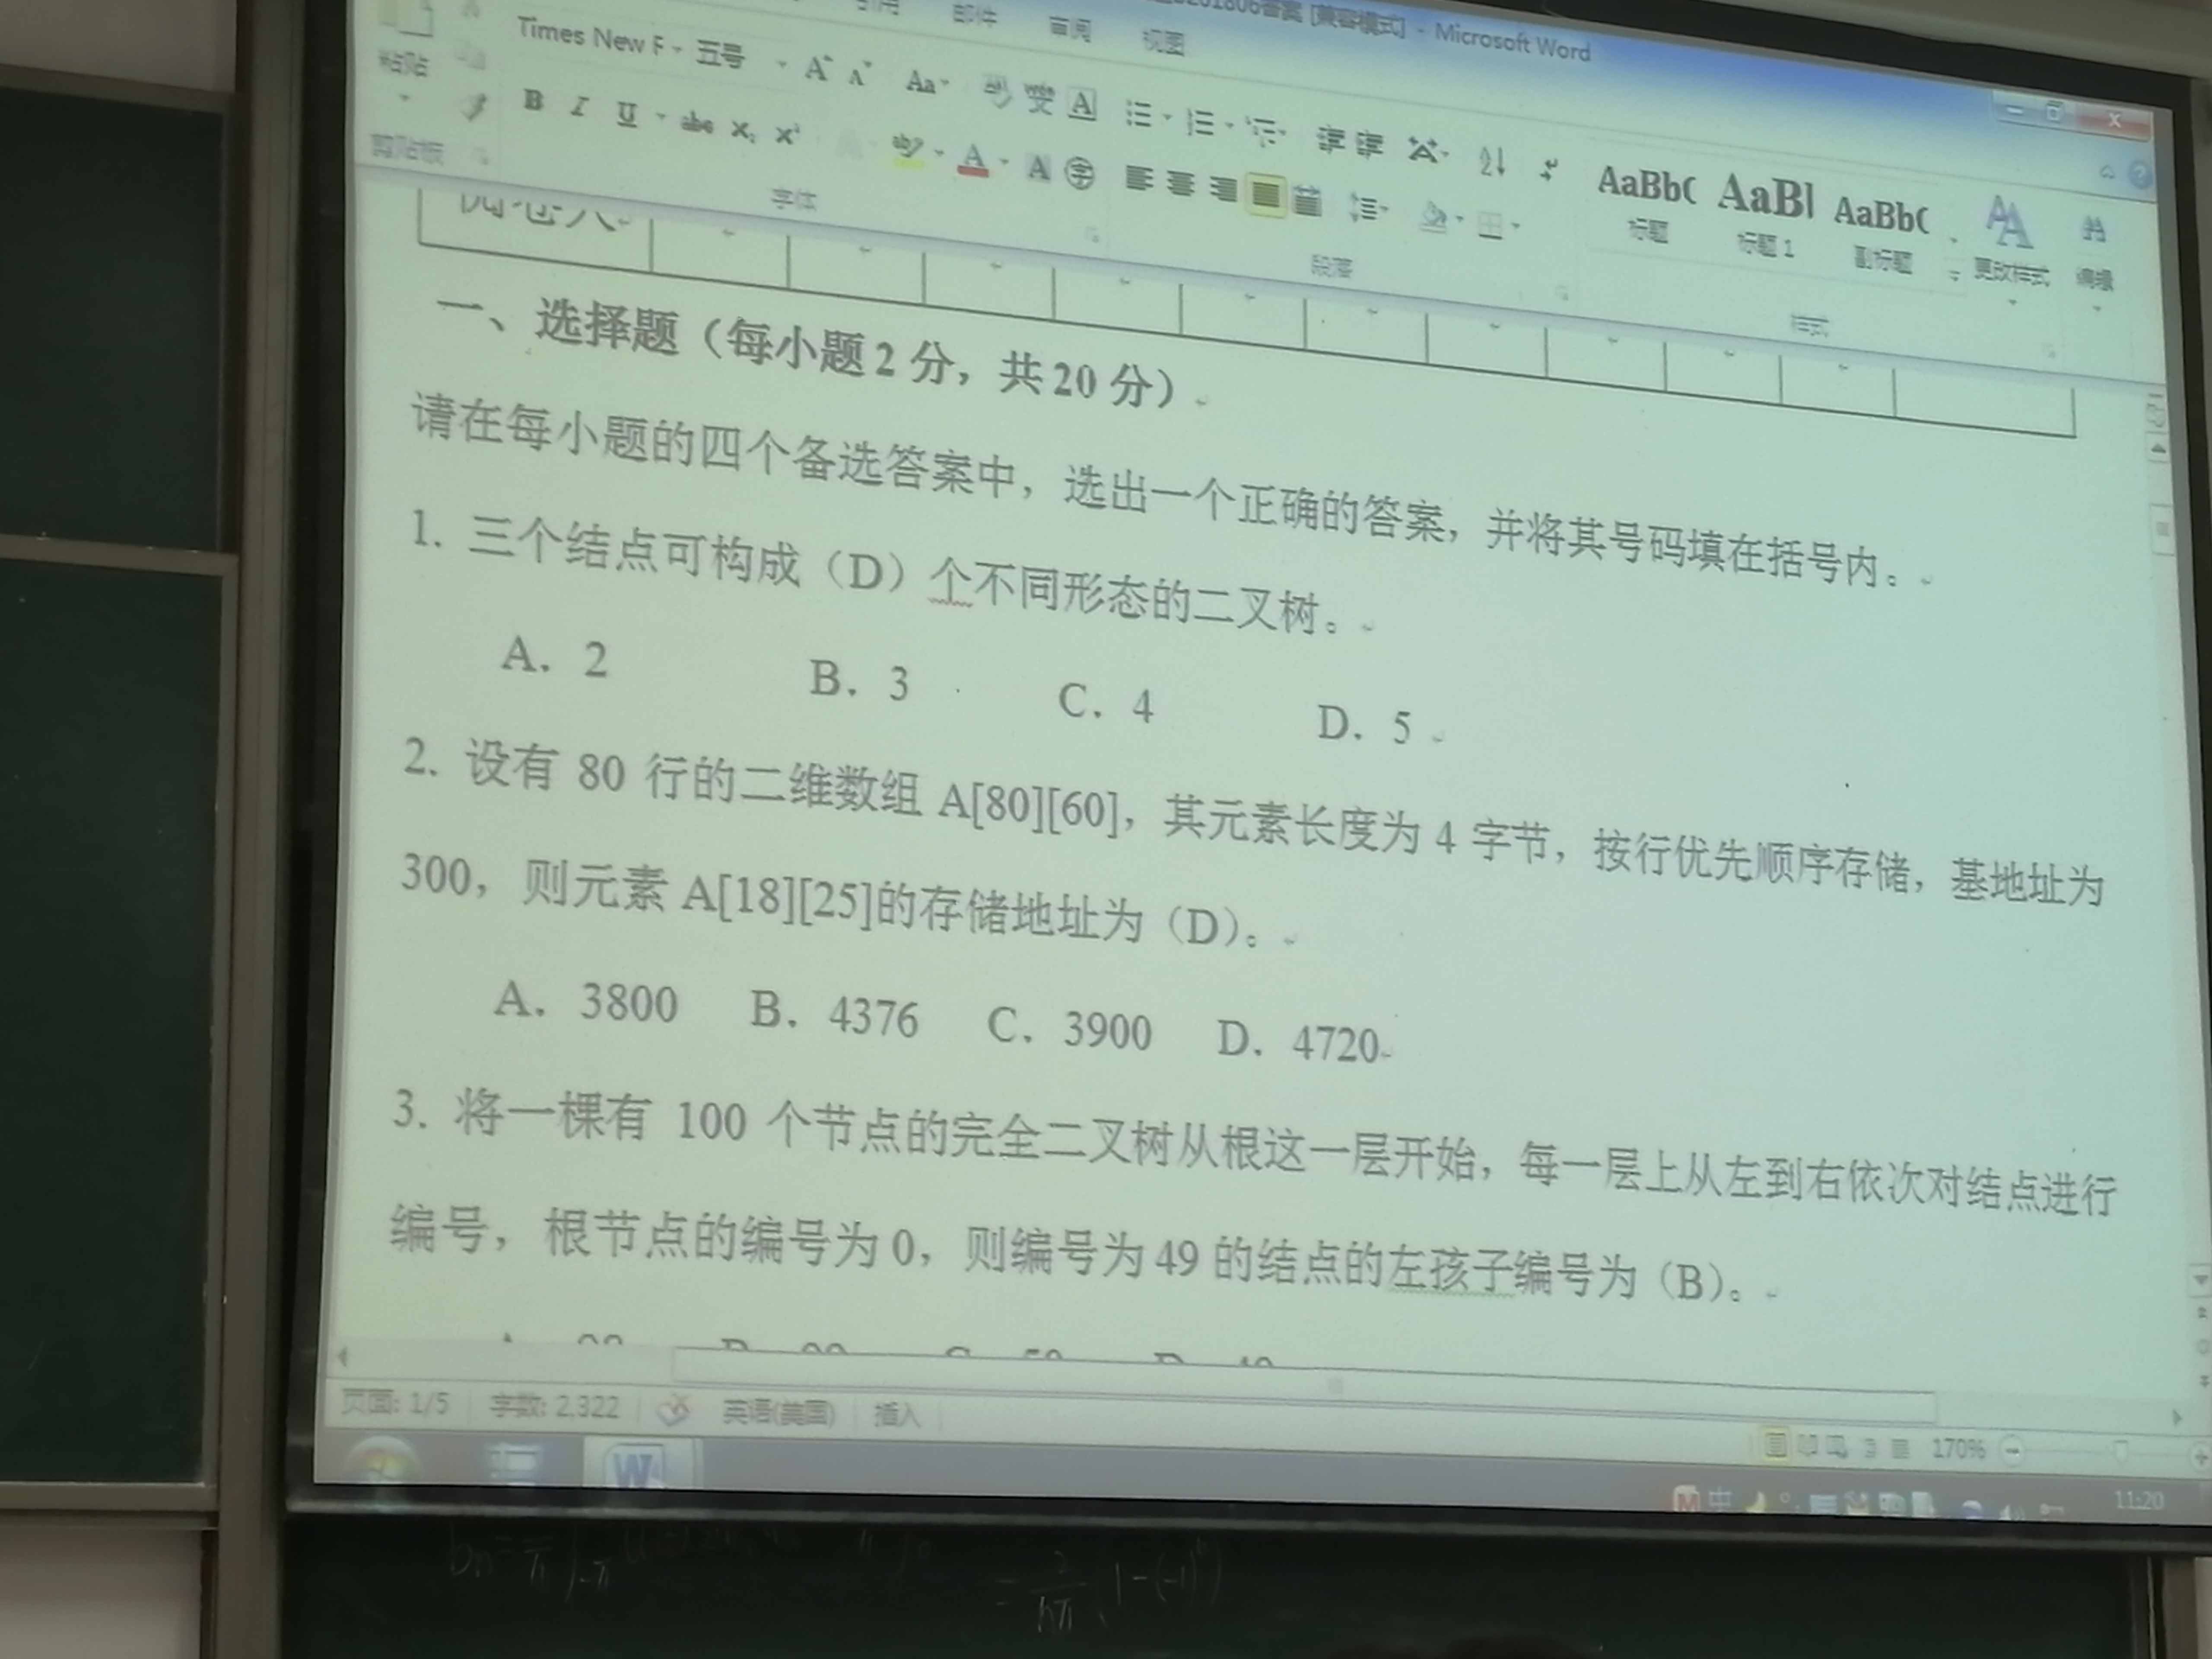 201806答案 [兼容模式] - Microsoft Word
引用 邮件 审阅 视图
粘贴
Times New F 五号
Aa
B I U abc X₂ X² A
剪贴板
字体
段落
AaBbC AaBl AaBbC
标题 标题 1 副标题
更改样式
编辑
样式
阅卷人
一、选择题（每小题 2 分，共 20 分）
请在每小题的四个备选答案中，选出一个正确的答案，并将其号码填在括号内。
1. 三个结点可构成（D）个不同形态的二叉树。
A. 2 B. 3 C. 4 D. 5
2. 设有 80 行的二维数组 A[80][60]，其元素长度为 4 字节，按行优先顺序存储，基地址为
300，则元素 A[18][25]的存储地址为（D）。
A. 3800 B. 4376 C. 3900 D. 4720
3. 将一棵有 100 个节点的完全二叉树从根这一层开始，每一层上从左到右依次对结点进行
编号，根节点的编号为 0，则编号为 49 的结点的左孩子编号为（B）。
页面: 1/5 字数: 2,322 英语(美国) 插入
170%
中
11:20
= 2/nπ (1-(-1)ⁿ)